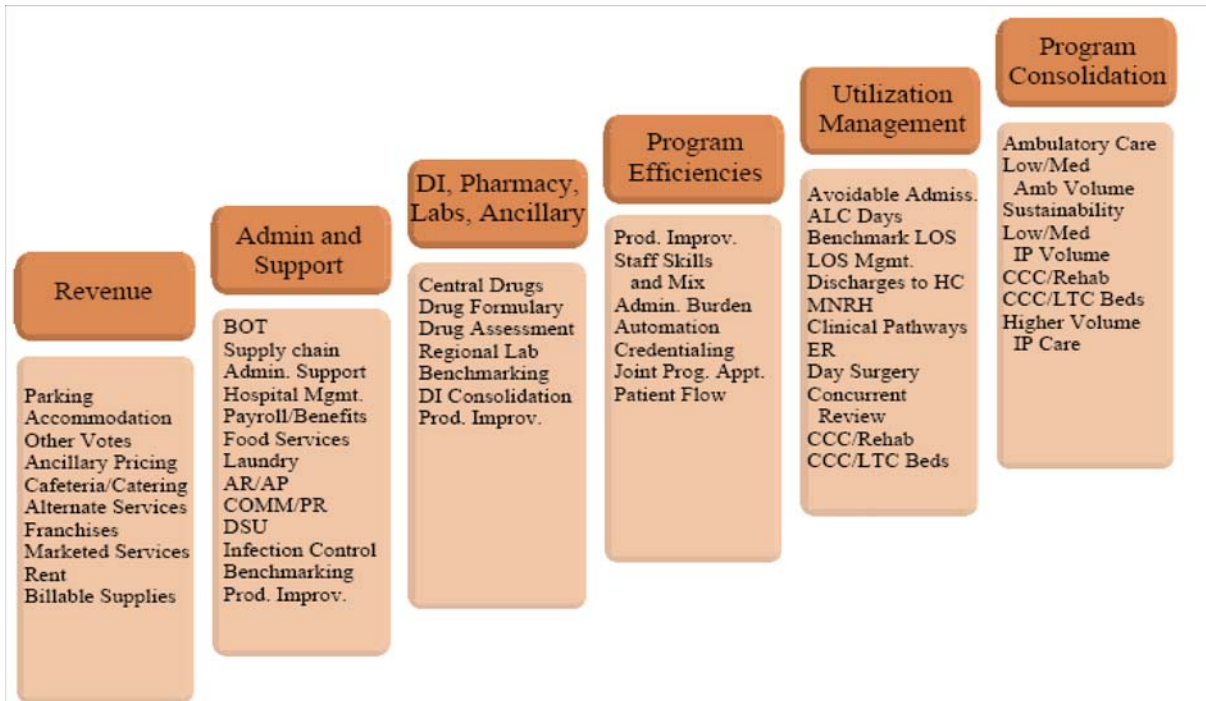 Revenue
Parking
Accommodation
Other Votes
Ancillary Pricing
Cafeteria/Catering
Alternate Services
Franchises
Marketed Services
Rent
Billable Supplies
Admin and
Support
BOT
Supply chain
Admin. Support
Hospital Mgmt.
Payroll/Benefits
Food Services
Laundry
AR/AP
COMM/PR
DSU
Infection Control
Benchmarking
Prod. Improv.
DI, Pharmacy,
Labs, Ancillary
Central Drugs
Drug Formulary
Drug Assessment
Regional Lab
Benchmarking
DI Consolidation
Prod. Improv.
Program
Efficiencies
Prod. Improv.
Staff Skills
and Mix
Admin. Burden
Automation
Credentialing
Joint Prog. Appt.
Patient Flow
Utilization
Management
Avoidable Admiss.
ALC Days
Benchmark LOS
LOS Mgmt.
Discharges to HC
MNRH
Clinical Pathways
ER
Day Surgery
Concurrent
Review
CCC/Rehab
CCC/LTC Beds
Program
Consolidation
Ambulatory Care
Low/Med
Amb Volume
Sustainability
Low/Med
IP Volume
CCC/Rehab
CCC/LTC Beds
Higher Volume
IP Care